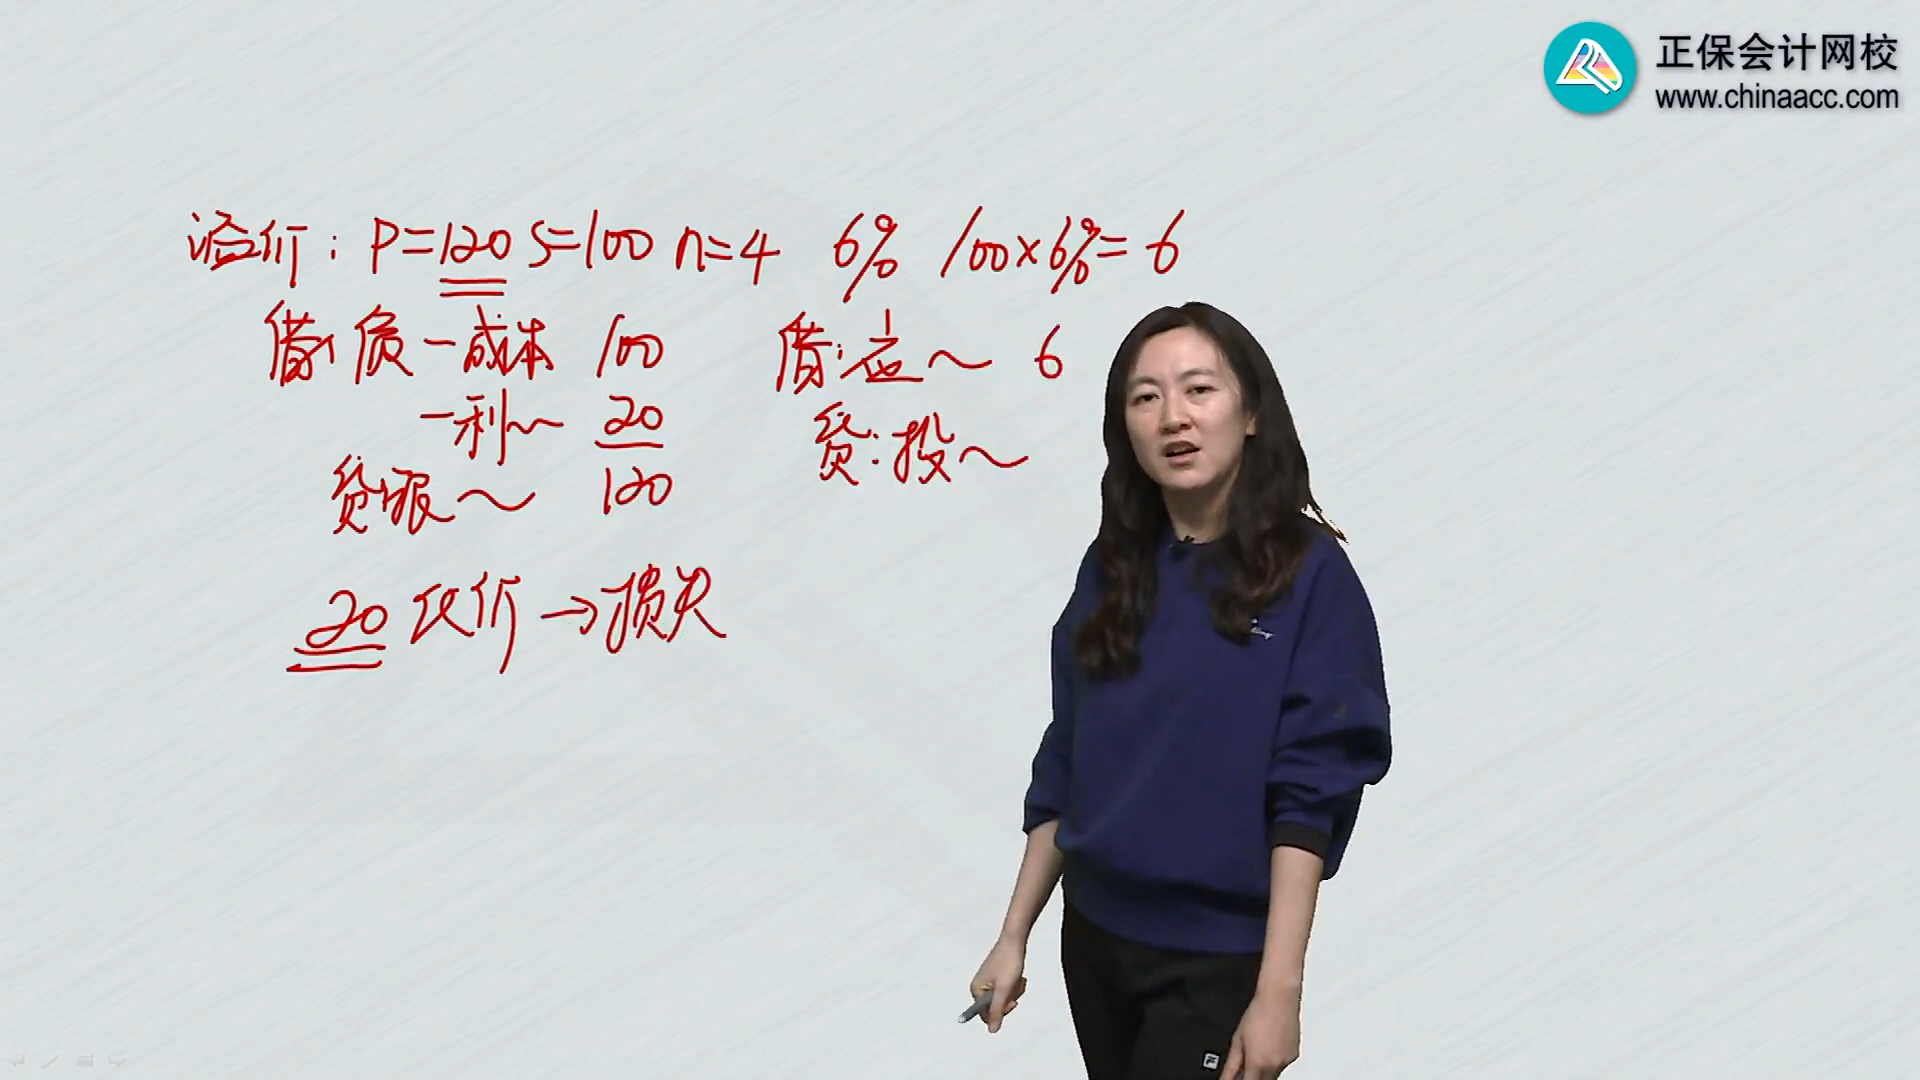 正保会计网校
www.chinaacc.com
溢价: P=120 S=100 n=4 6% 100×6%=6
借: 债-成本 100 借: 应~ 6
-利~ 20 贷: 投~
贷: 银~ 120
20 代价→损失